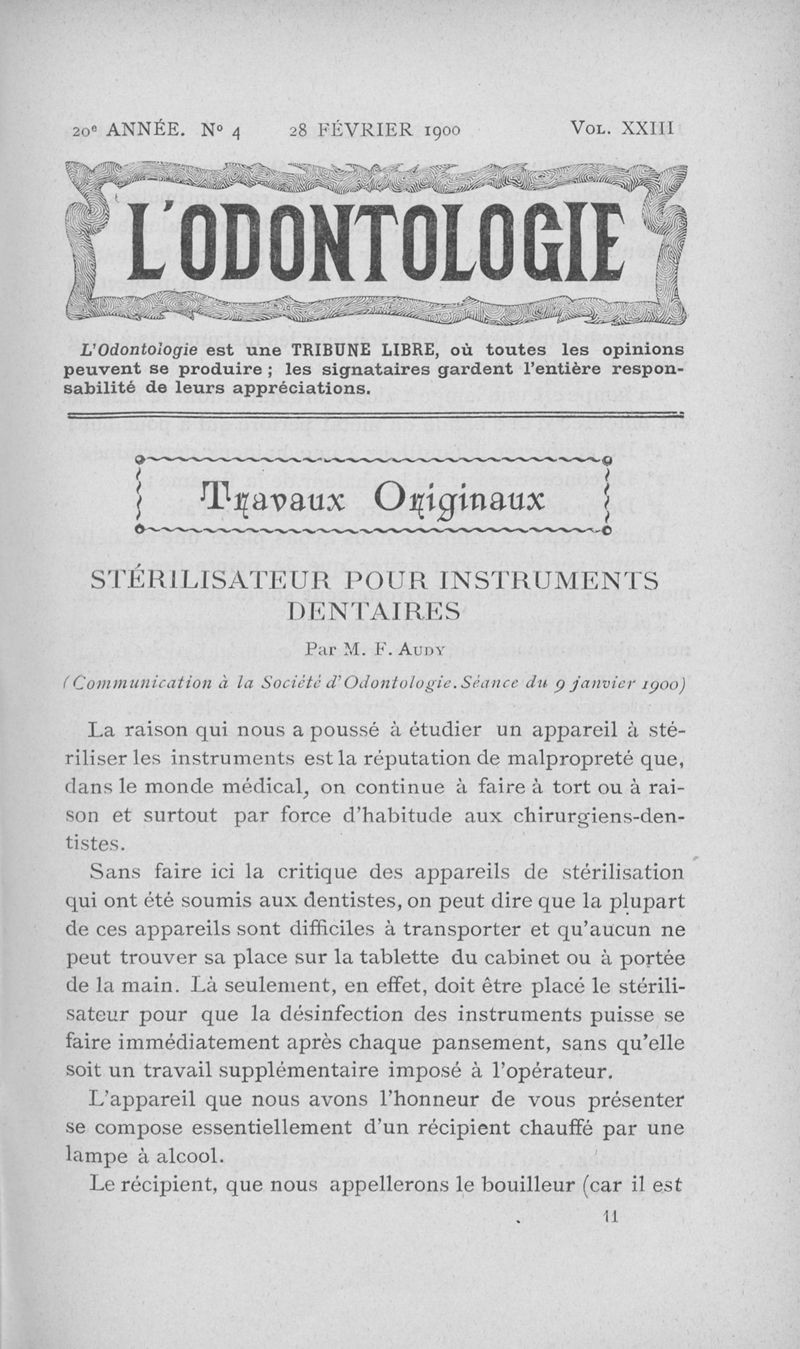 20e ANNÉE. No 4 28 FÉVRIER 1900 VOL. XXIII
L'ODONTOLOGIE
L'Odontologie est une TRIBUNE LIBRE, où toutes les opinions
peuvent se produire ; les signataires gardent l'entière respon-
sabilité de leurs appréciations.
Travaux Originaux
STÉRILISATEUR POUR INSTRUMENTS
DENTAIRES
Par M. F. AUDY
(Communication à la Société d'Odontologie. Séance du 9 janvier 1900)
La raison qui nous a poussé à étudier un appareil à sté-
riliser les instruments est la réputation de malpropreté que,
dans le monde médical, on continue à faire à tort ou à rai-
son et surtout par force d'habitude aux chirurgiens-den-
tistes.
Sans faire ici la critique des appareils de stérilisation
qui ont été soumis aux dentistes, on peut dire que la plupart
de ces appareils sont difficiles à transporter et qu'aucun ne
peut trouver sa place sur la tablette du cabinet ou à portée
de la main. Là seulement, en effet, doit être placé le stérili-
sateur pour que la désinfection des instruments puisse se
faire immédiatement après chaque pansement, sans qu'elle
soit un travail supplémentaire imposé à l'opérateur.
L'appareil que nous avons l'honneur de vous présenter
se compose essentiellement d'un récipient chauffé par une
lampe à alcool.
Le récipient, que nous appellerons le bouilleur (car il est
11